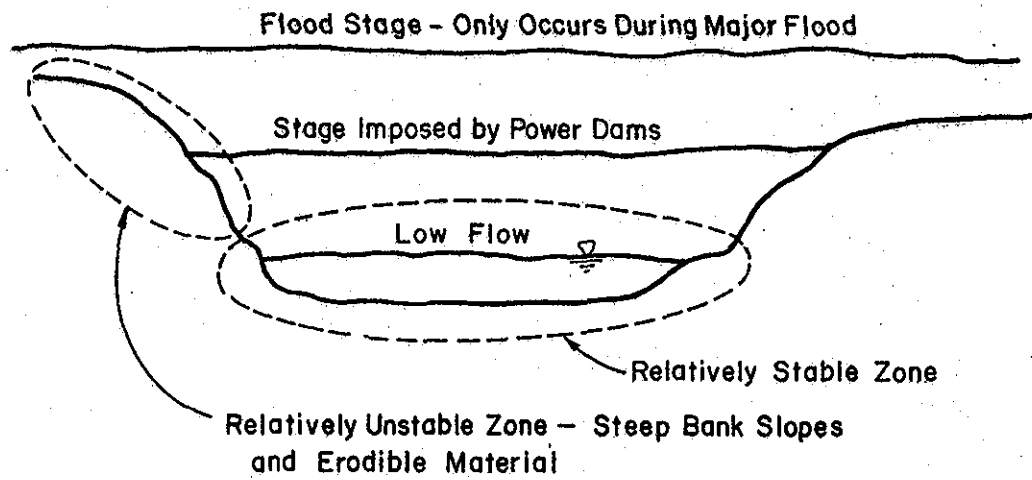 Flood Stage - Only Occurs During Major Flood
Stage Imposed by Power Dams
Low Flow
Relatively Stable Zone
Relatively Unstable Zone - Steep Bank Slopes
and Erodible Material